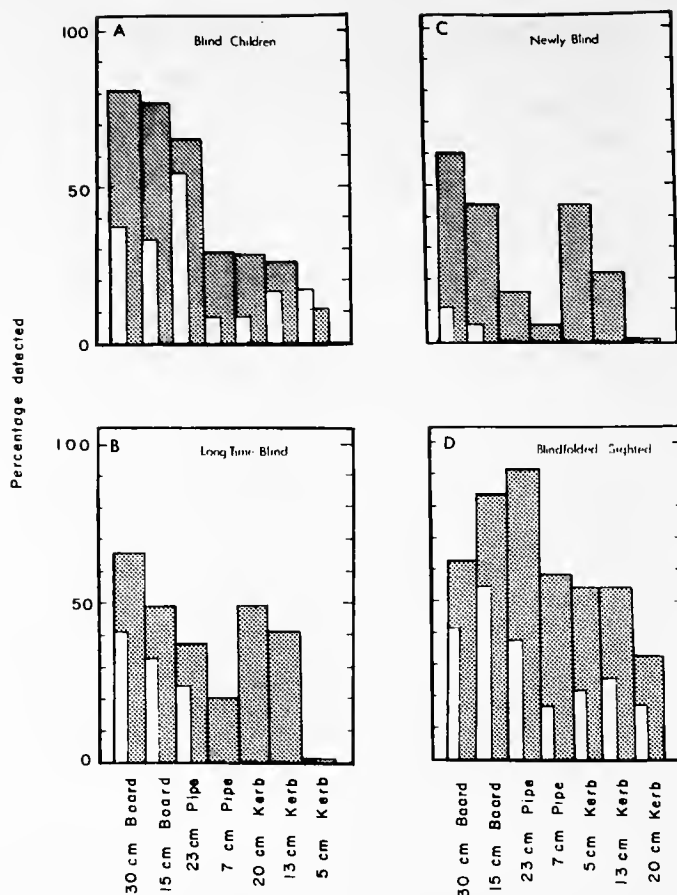 Percentage detected
100
50
0
A
Blind Children
C
Newly Blind
100
50
0
B
Long Time Blind
D
Blindfolded Sighted
30 cm Board
15 cm Board
23 cm Pipe
7 cm Pipe
20 cm Kerb
13 cm Kerb
5 cm Kerb
30 cm Board
15 cm Board
23 cm Pipe
7 cm Pipe
5 cm Kerb
13 cm Kerb
20 cm Kerb